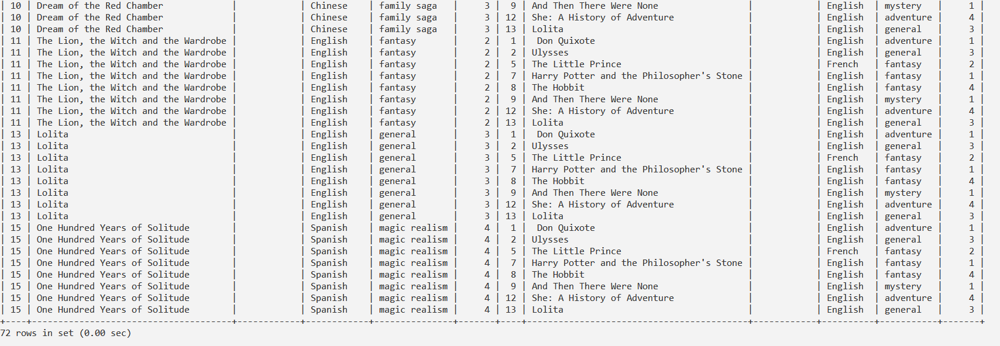 | 10 | Dream of the Red Chamber             |            | Chinese    | family saga   |     3 |  9 | And Then There Were None                 |            | English  | mystery   |     1 |
| 10 | Dream of the Red Chamber             |            | Chinese    | family saga   |     3 | 12 | She: A History of Adventure              |            | English  | adventure |     4 |
| 10 | Dream of the Red Chamber             |            | Chinese    | family saga   |     3 | 13 | Lolita                                   |            | English  | general   |     3 |
| 11 | The Lion, the Witch and the Wardrobe |            | English    | fantasy       |     2 |  1 |  Don Quixote                             |            | English  | adventure |     1 |
| 11 | The Lion, the Witch and the Wardrobe |            | English    | fantasy       |     2 |  2 | Ulysses                                  |            | English  | general   |     3 |
| 11 | The Lion, the Witch and the Wardrobe |            | English    | fantasy       |     2 |  5 | The Little Prince                        |            | French   | fantasy   |     2 |
| 11 | The Lion, the Witch and the Wardrobe |            | English    | fantasy       |     2 |  7 | Harry Potter and the Philosopher's Stone |            | English  | fantasy   |     1 |
| 11 | The Lion, the Witch and the Wardrobe |            | English    | fantasy       |     2 |  8 | The Hobbit                               |            | English  | fantasy   |     4 |
| 11 | The Lion, the Witch and the Wardrobe |            | English    | fantasy       |     2 |  9 | And Then There Were None                 |            | English  | mystery   |     1 |
| 11 | The Lion, the Witch and the Wardrobe |            | English    | fantasy       |     2 | 12 | She: A History of Adventure              |            | English  | adventure |     4 |
| 11 | The Lion, the Witch and the Wardrobe |            | English    | fantasy       |     2 | 13 | Lolita                                   |            | English  | general   |     3 |
| 13 | Lolita                               |            | English    | general       |     3 |  1 |  Don Quixote                             |            | English  | adventure |     1 |
| 13 | Lolita                               |            | English    | general       |     3 |  2 | Ulysses                                  |            | English  | general   |     3 |
| 13 | Lolita                               |            | English    | general       |     3 |  5 | The Little Prince                        |            | French   | fantasy   |     2 |
| 13 | Lolita                               |            | English    | general       |     3 |  7 | Harry Potter and the Philosopher's Stone |            | English  | fantasy   |     1 |
| 13 | Lolita                               |            | English    | general       |     3 |  8 | The Hobbit                               |            | English  | fantasy   |     4 |
| 13 | Lolita                               |            | English    | general       |     3 |  9 | And Then There Were None                 |            | English  | mystery   |     1 |
| 13 | Lolita                               |            | English    | general       |     3 | 12 | She: A History of Adventure              |            | English  | adventure |     4 |
| 13 | Lolita                               |            | English    | general       |     3 | 13 | Lolita                                   |            | English  | general   |     3 |
| 15 | One Hundred Years of Solitude        |            | Spanish    | magic realism |     4 |  1 |  Don Quixote                             |            | English  | adventure |     1 |
| 15 | One Hundred Years of Solitude        |            | Spanish    | magic realism |     4 |  2 | Ulysses                                  |            | English  | general   |     3 |
| 15 | One Hundred Years of Solitude        |            | Spanish    | magic realism |     4 |  5 | The Little Prince                        |            | French   | fantasy   |     2 |
| 15 | One Hundred Years of Solitude        |            | Spanish    | magic realism |     4 |  7 | Harry Potter and the Philosopher's Stone |            | English  | fantasy   |     1 |
| 15 | One Hundred Years of Solitude        |            | Spanish    | magic realism |     4 |  8 | The Hobbit                               |            | English  | fantasy   |     4 |
| 15 | One Hundred Years of Solitude        |            | Spanish    | magic realism |     4 |  9 | And Then There Were None                 |            | English  | mystery   |     1 |
| 15 | One Hundred Years of Solitude        |            | Spanish    | magic realism |     4 | 12 | She: A History of Adventure              |            | English  | adventure |     4 |
| 15 | One Hundred Years of Solitude        |            | Spanish    | magic realism |     4 | 13 | Lolita                                   |            | English  | general   |     3 |
+----+--------------------------------------+------------+------------+---------------+-------+----+------------------------------------------+------------+----------+-----------+-------+
72 rows in set (0.00 sec)